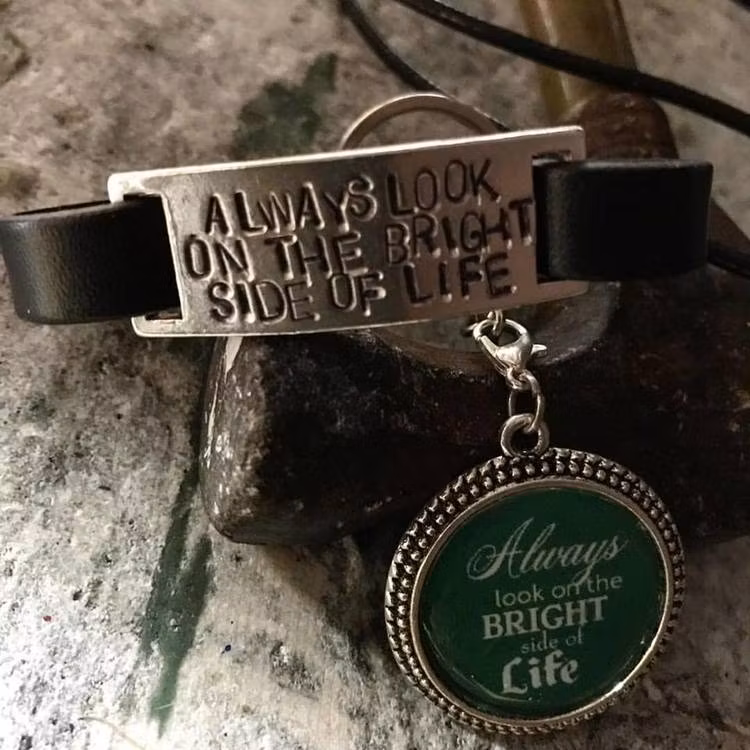 ALWAYS LOOK
ON THE BRIGHT
SIDE OF LIFE
Always
look on the
BRIGHT
side of
Life